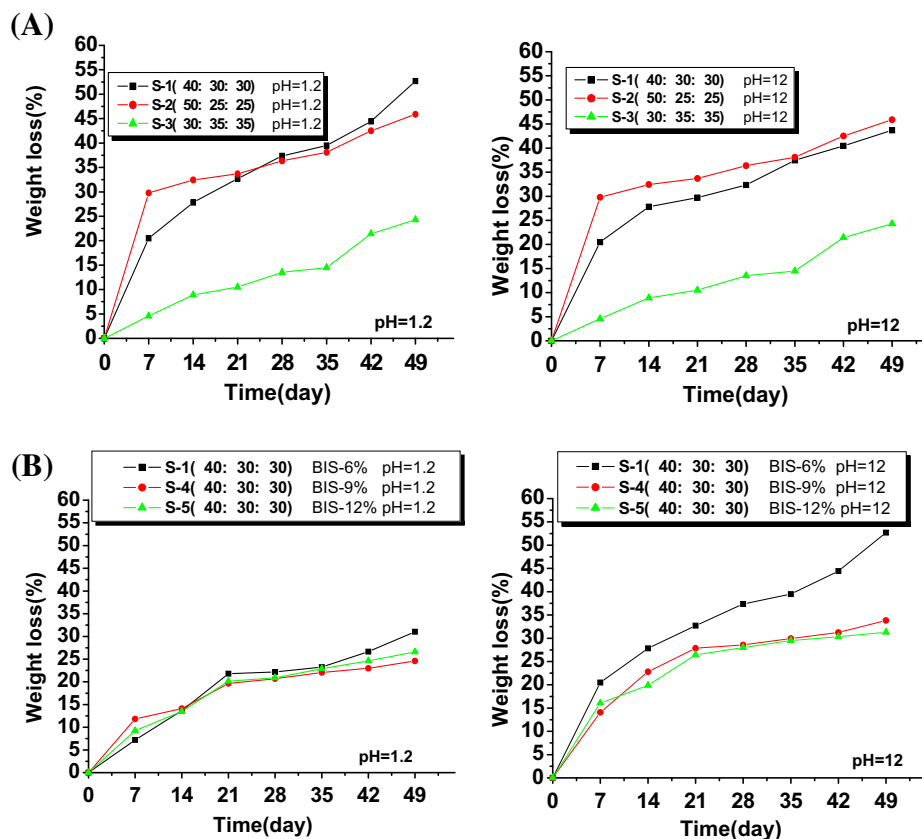 (A)
60
55
50
45
40
35
30
25
20
15
10
5
0
Weight loss(%)
S-1( 40: 30: 30) pH=1.2
S-2( 50: 25: 25) pH=1.2
S-3( 30: 35: 35) pH=1.2
pH=1.2
0 7 14 21 28 35 42 49
Time(day)
60
55
50
45
40
35
30
25
20
15
10
5
0
Weight loss(%)
S-1( 40: 30: 30) pH=12
S-2( 50: 25: 25) pH=12
S-3( 30: 35: 35) pH=12
pH=12
0 7 14 21 28 35 42 49
Time(day)
(B)
S-1( 40: 30: 30) BIS-6% pH=1.2
S-4( 40: 30: 30) BIS-9% pH=1.2
S-5( 40: 30: 30) BIS-12% pH=1.2
60
55
50
45
40
35
30
25
20
15
10
5
0
Weight loss(%)
pH=1.2
0 7 14 21 28 35 42 49
Time(day)
S-1( 40: 30: 30) BIS-6% pH=12
S-4( 40: 30: 30) BIS-9% pH=12
S-5( 40: 30: 30) BIS-12% pH=12
60
55
50
45
40
35
30
25
20
15
10
5
0
Weight loss(%)
pH=12
0 7 14 21 28 35 42 49
Time(day)